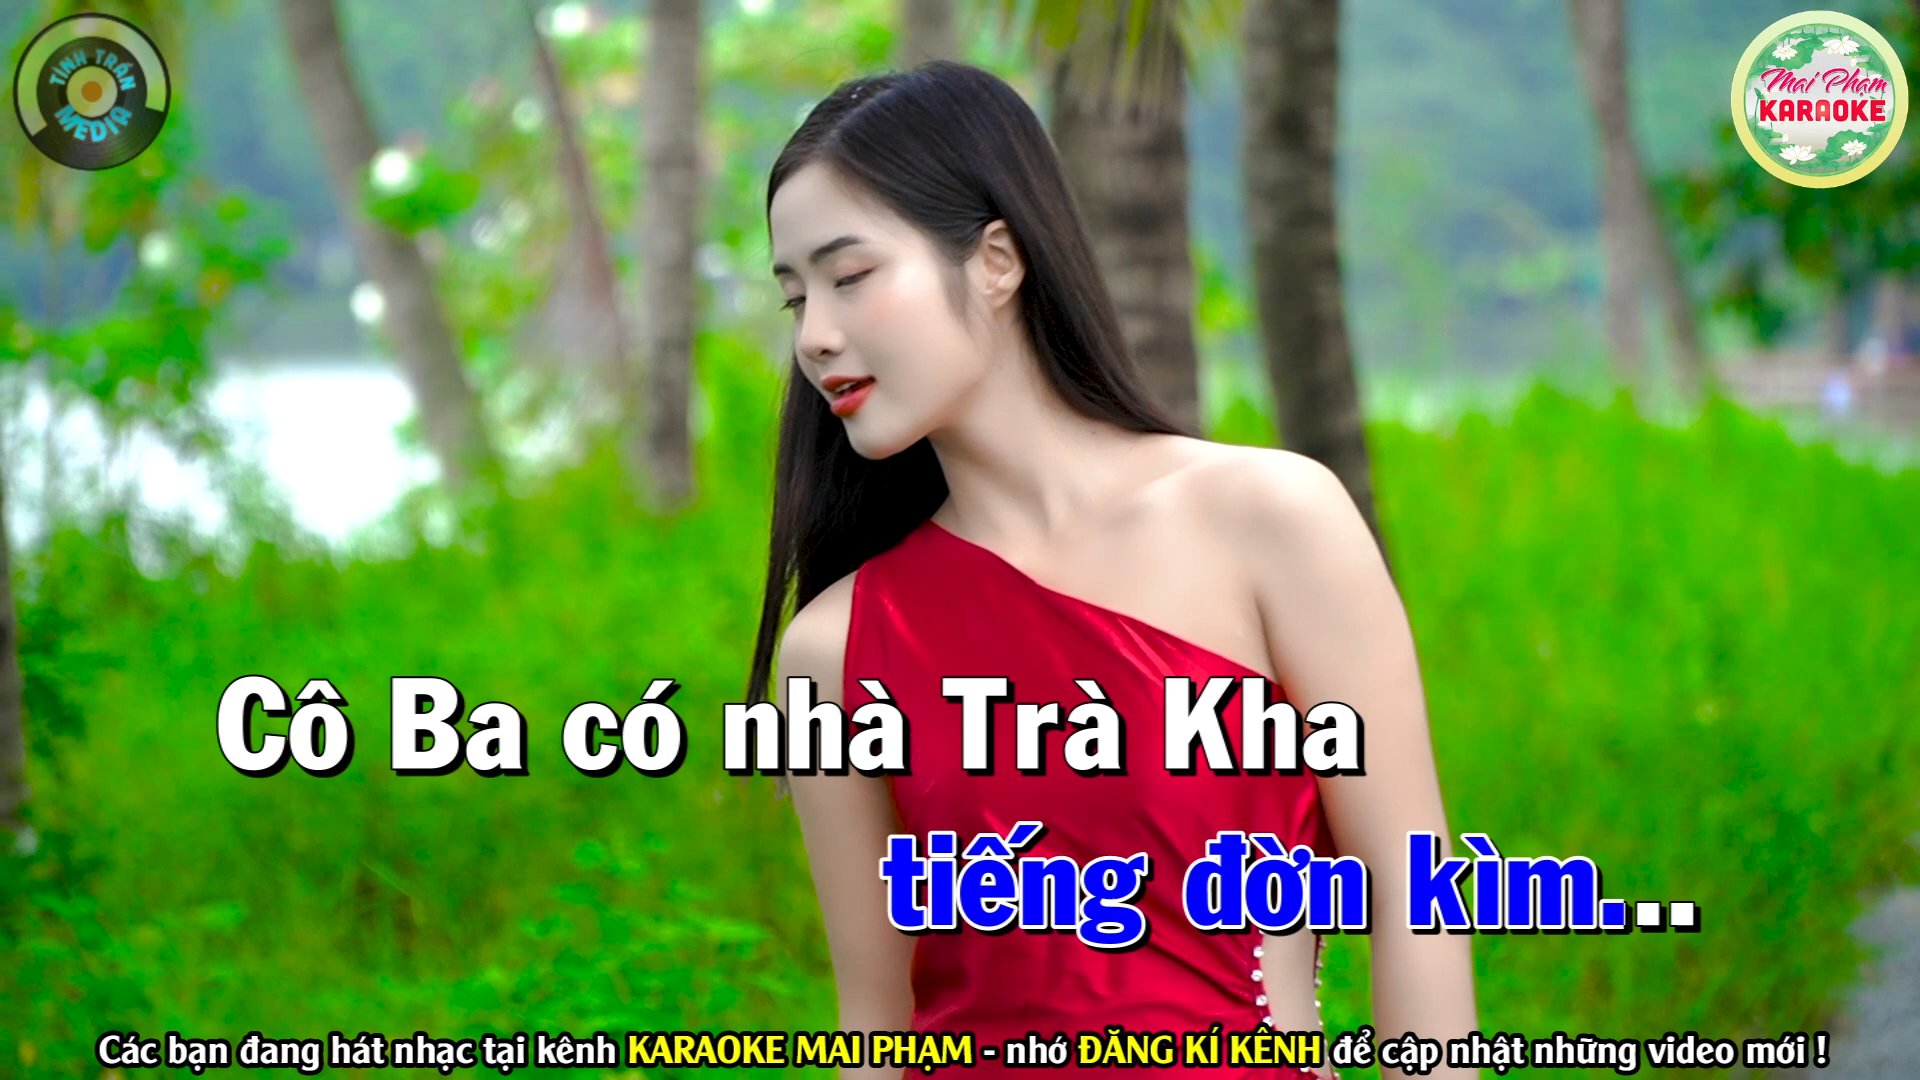 TÌNH TRẦN
MEDIA
Mai Phạm
KARAOKE
Cô Ba có nhà Trà Kha
tiếng đờn kìm...
Các bạn đang hát nhạc tại kênh KARAOKE MAI PHẠM - nhớ ĐĂNG KÍ KÊNH để cập nhật những video mới !